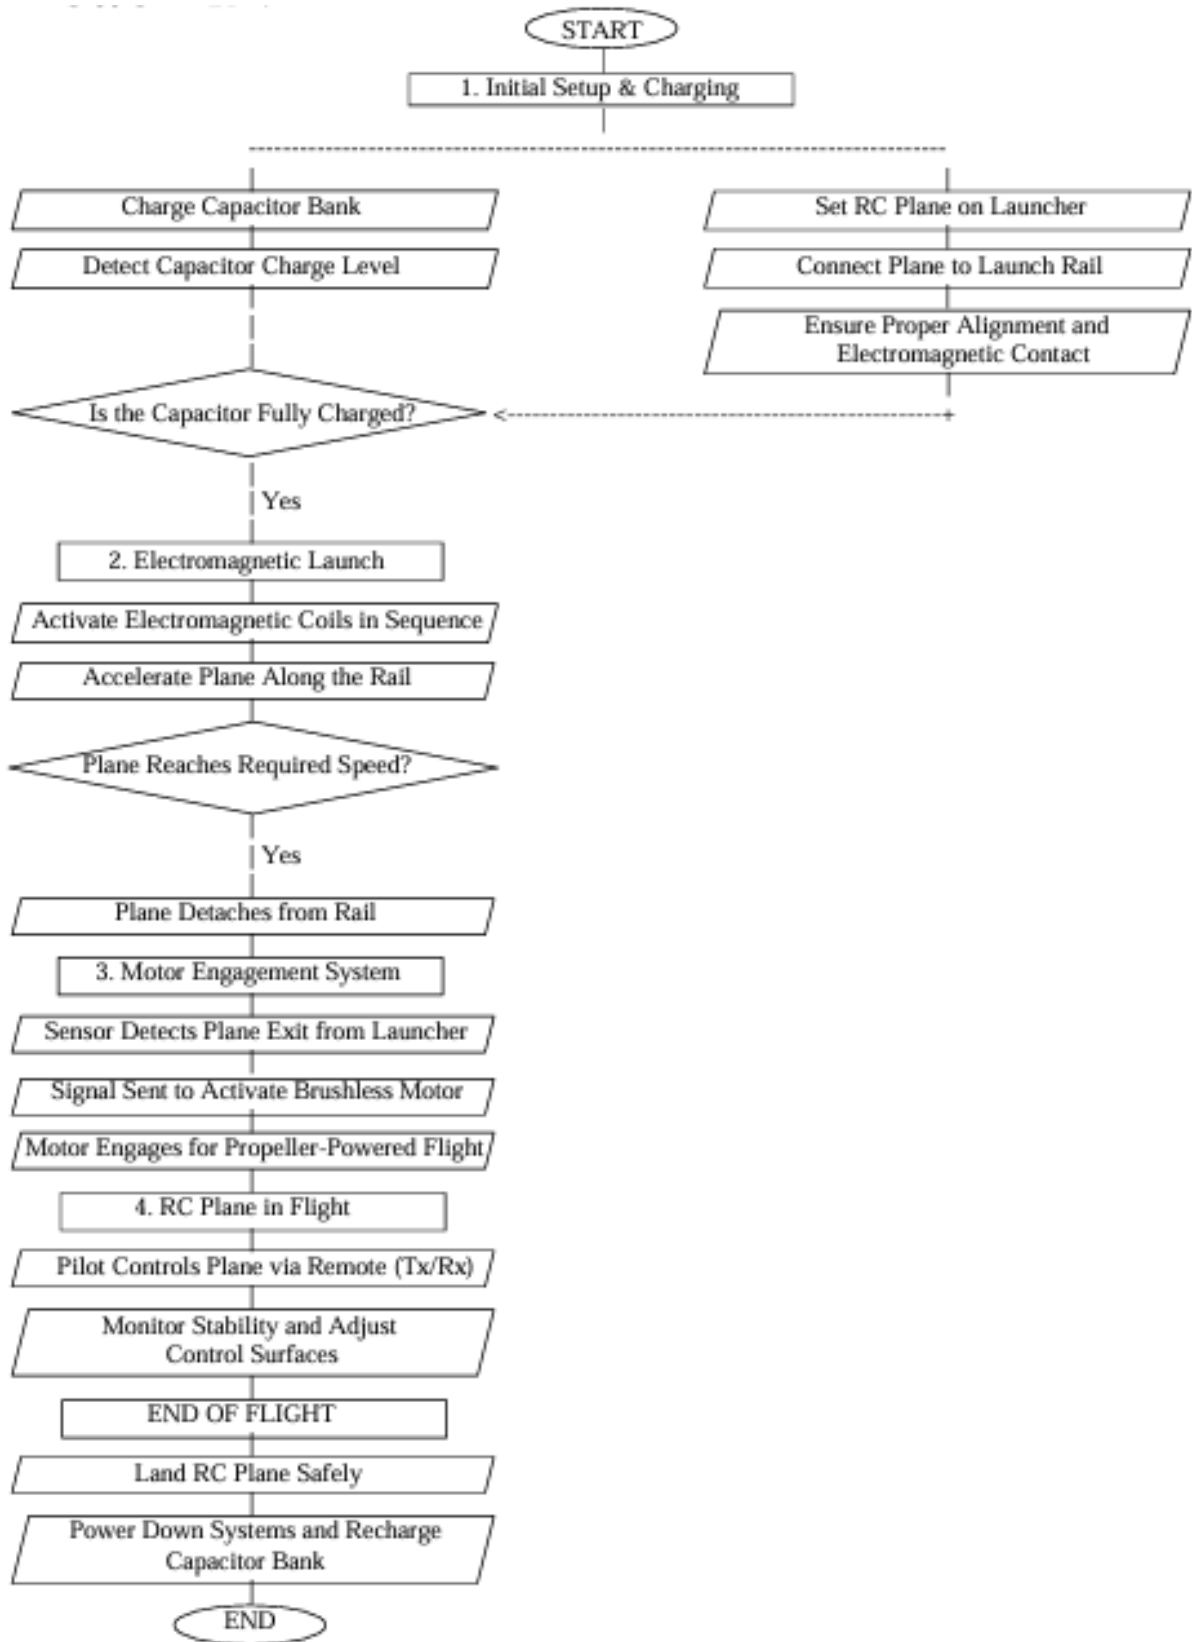 START
1. Initial Setup & Charging
Charge Capacitor Bank
Set RC Plane on Launcher
Detect Capacitor Charge Level
Connect Plane to Launch Rail
Ensure Proper Alignment and
Electromagnetic Contact
Is the Capacitor Fully Charged?
Yes
2. Electromagnetic Launch
Activate Electromagnetic Coils in Sequence
Accelerate Plane Along the Rail
Plane Reaches Required Speed?
Yes
Plane Detaches from Rail
3. Motor Engagement System
Sensor Detects Plane Exit from Launcher
Signal Sent to Activate Brushless Motor
Motor Engages for Propeller-Powered Flight
4. RC Plane in Flight
Pilot Controls Plane via Remote (Tx/Rx)
Monitor Stability and Adjust
Control Surfaces
END OF FLIGHT
Land RC Plane Safely
Power Down Systems and Recharge
Capacitor Bank
END